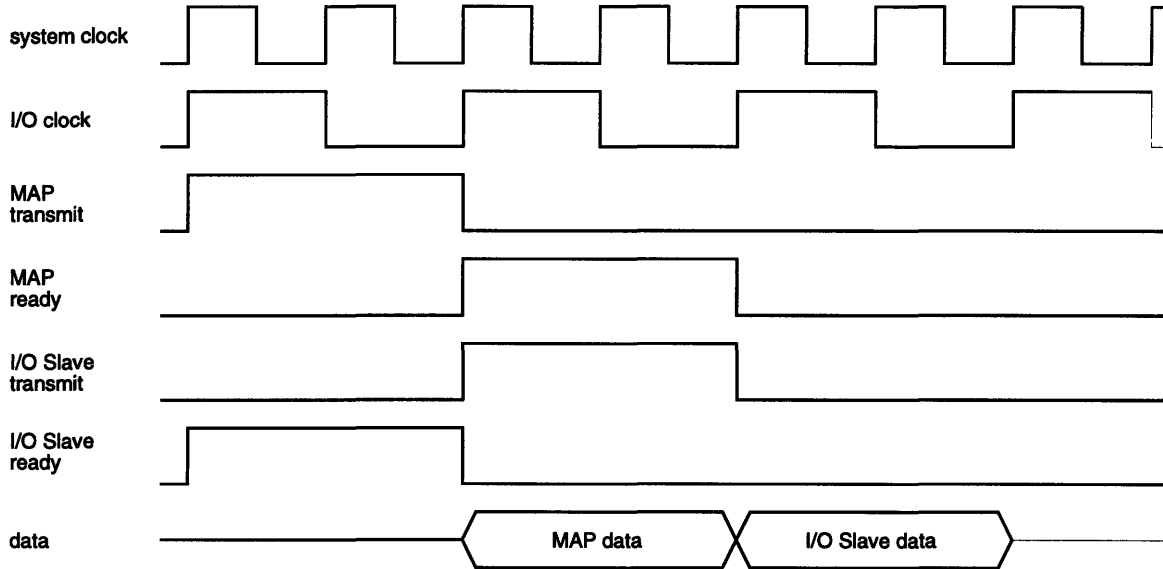 system clock
I/O clock
MAP
transmit
MAP
ready
I/O Slave
transmit
I/O Slave
ready
data
MAP data
I/O Slave data